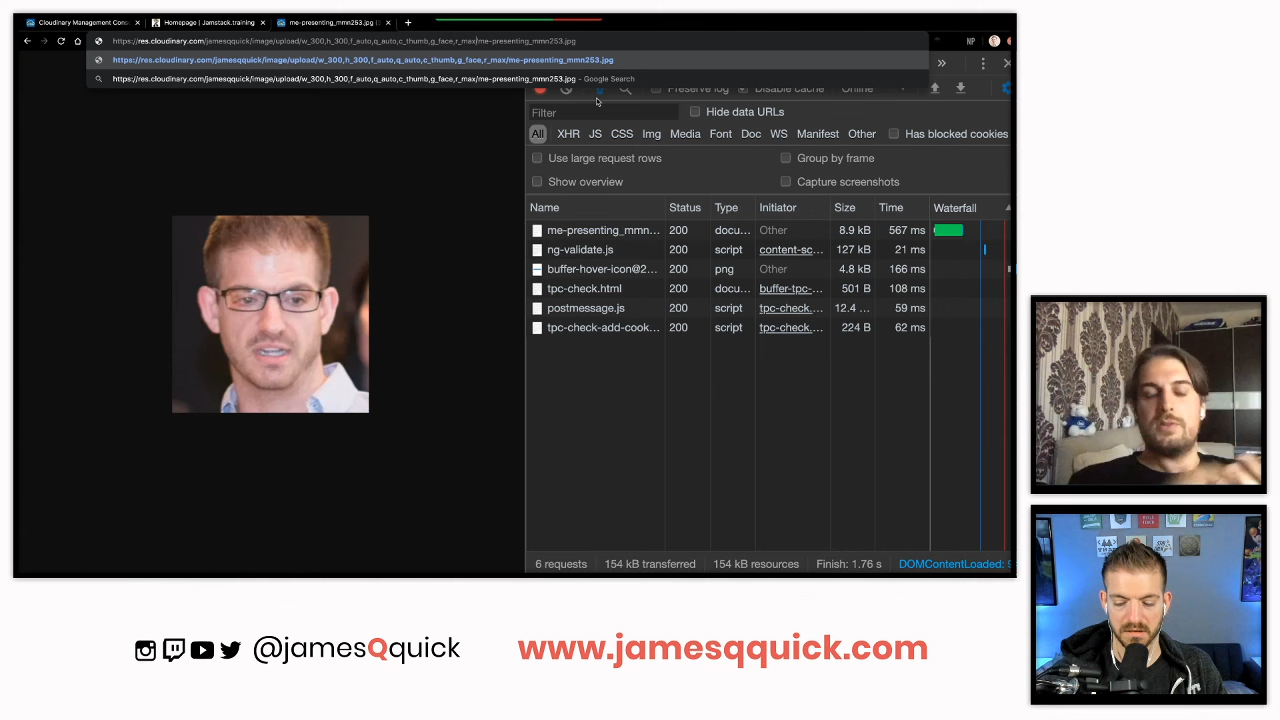 Cloudinary Management Cons
Homepage | Jamstack.training
me-presenting_mmn253.jpg (3
https://res.cloudinary.com/jamesqquick/image/upload/w_300,h_300,f_auto,q_auto,c_thumb,g_face,r_max/me-presenting_mmn253.jpg
NP
https://res.cloudinary.com/jamesqquick/image/upload/w_300,h_300,f_auto,q_auto,c_thumb,g_face,r_max/me-presenting_mmn253.jpg
https://res.cloudinary.com/jamesqquick/image/upload/w_300,h_300,f_auto,q_auto,c_thumb,g_face,r_max/me-presenting_mmn253.jpg - Google Search
Preserve log Disable cache Online
Filter Hide data URLs
All XHR JS CSS Img Media Font Doc WS Manifest Other Has blocked cookies
Use large request rows Group by frame
Show overview Capture screenshots
Name Status Type Initiator Size Time Waterfall
me-presenting_mmn... 200 docu... Other 8.9 kB 567 ms
ng-validate.js 200 script content-sc... 127 kB 21 ms
buffer-hover-icon@2... 200 png Other 4.8 kB 166 ms
tpc-check.html 200 docu... buffer-tpc-... 501 B 108 ms
postmessage.js 200 script tpc-check.... 12.4 ... 59 ms
tpc-check-add-cook... 200 script tpc-check.... 224 B 62 ms
6 requests 154 kB transferred 154 kB resources Finish: 1.76 s DOMContentLoaded:
@jamesQquick www.jamesqquick.com